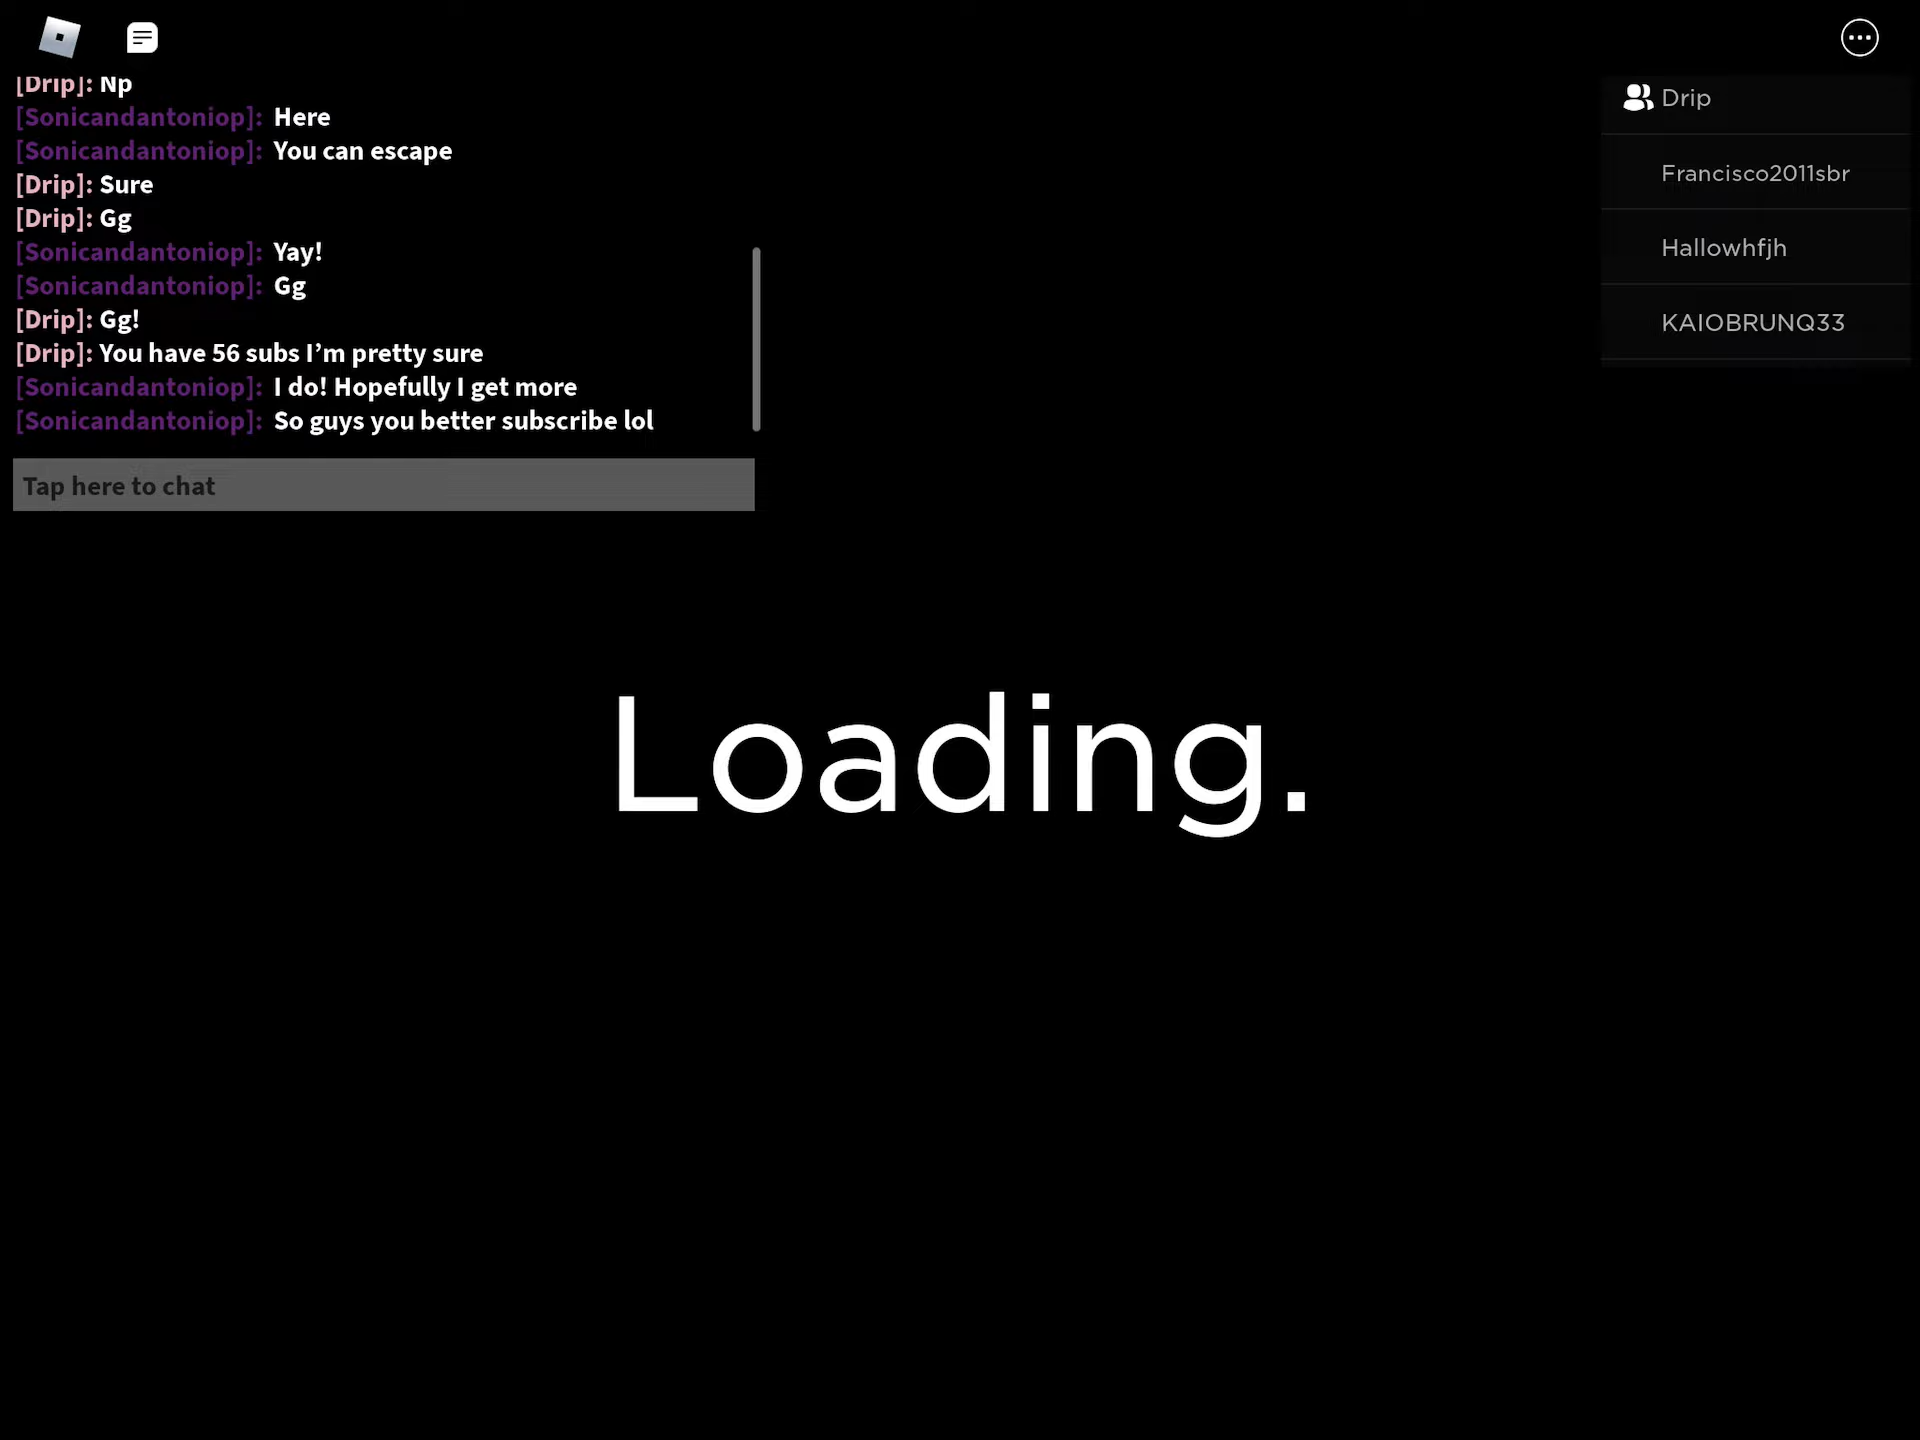 [Drip]: Np
[Sonicandantoniop]: Here
[Sonicandantoniop]: You can escape
[Drip]: Sure
[Drip]: Gg
[Sonicandantoniop]: Yay!
[Sonicandantoniop]: Gg
[Drip]: Gg!
[Drip]: You have 56 subs I’m pretty sure
[Sonicandantoniop]: I do! Hopefully I get more
[Sonicandantoniop]: So guys you better subscribe lol
Tap here to chat
Drip
Francisco2011sbr
Hallowhfjh
KAIOBRUNQ33
Loading.